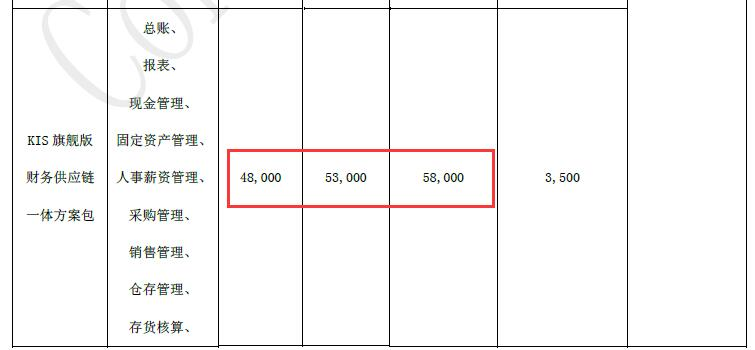 总账、
报表、
现金管理、
KIS 旗舰版
固定资产管理、
财务供应链
人事薪资管理、
48,000
53,000
58,000
3,500
一体方案包
采购管理、
销售管理、
仓存管理、
存货核算、